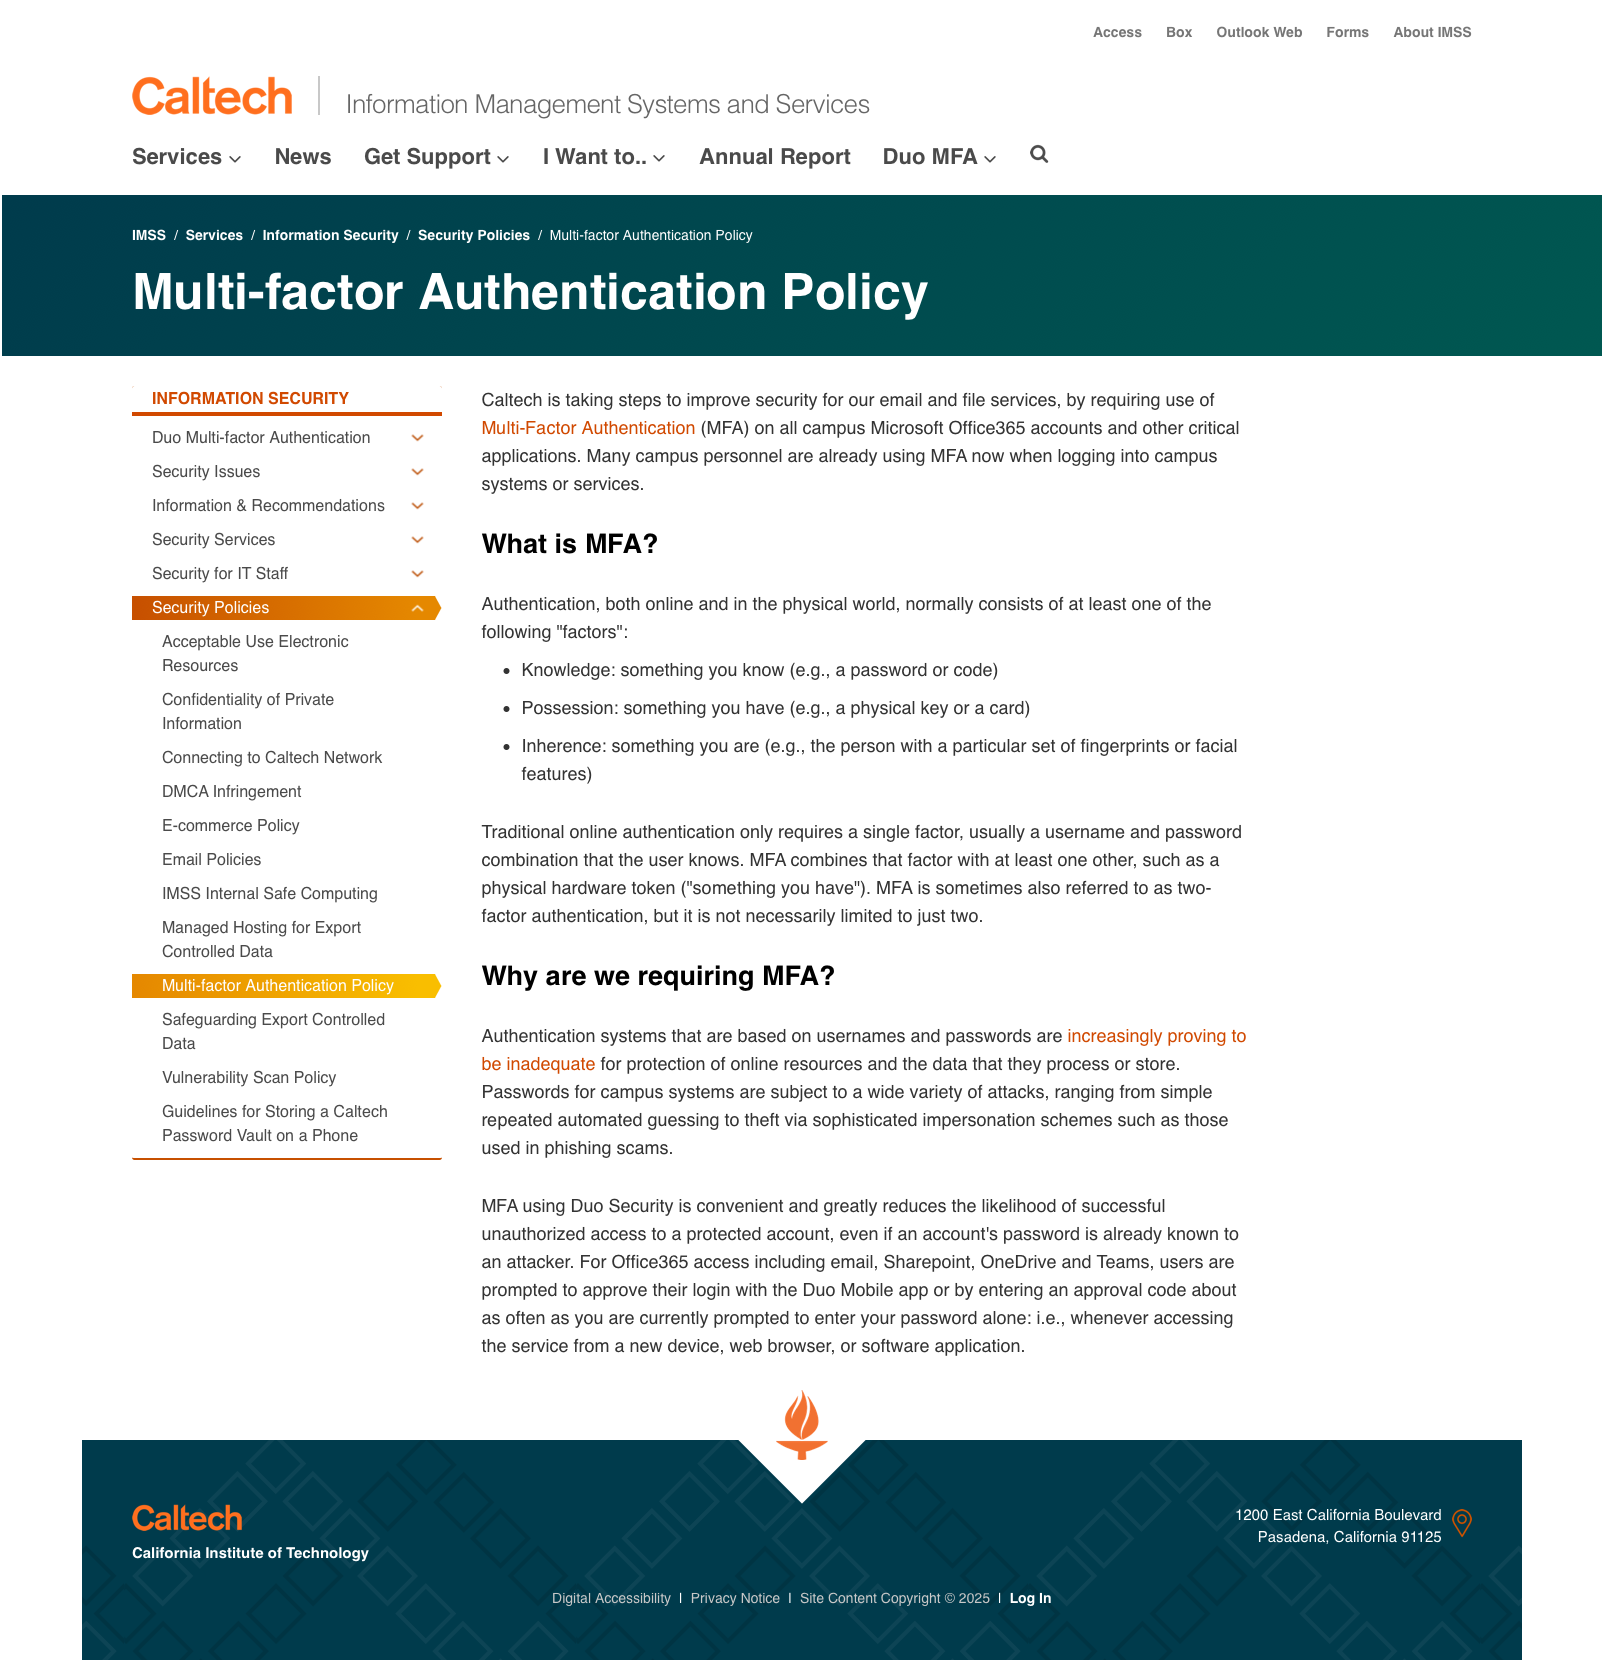 Access Box Outlook Web Forms About IMSS
Caltech Information Management Systems and Services
Services News Get Support I Want to.. Annual Report Duo MFA
IMSS / Services / Information Security / Security Policies / Multi-factor Authentication Policy
Multi-factor Authentication Policy
INFORMATION SECURITY
Duo Multi-factor Authentication
Security Issues
Information & Recommendations
Security Services
Security for IT Staff
Security Policies
Acceptable Use Electronic
Resources
Confidentiality of Private
Information
Connecting to Caltech Network
DMCA Infringement
E-commerce Policy
Email Policies
IMSS Internal Safe Computing
Managed Hosting for Export
Controlled Data
Multi-factor Authentication Policy
Safeguarding Export Controlled
Data
Vulnerability Scan Policy
Guidelines for Storing a Caltech
Password Vault on a Phone
Caltech is taking steps to improve security for our email and file services, by requiring use of
Multi-Factor Authentication (MFA) on all campus Microsoft Office365 accounts and other critical
applications. Many campus personnel are already using MFA now when logging into campus
systems or services.
What is MFA?
Authentication, both online and in the physical world, normally consists of at least one of the
following "factors":
• Knowledge: something you know (e.g., a password or code)
• Possession: something you have (e.g., a physical key or a card)
• Inherence: something you are (e.g., the person with a particular set of fingerprints or facial
features)
Traditional online authentication only requires a single factor, usually a username and password
combination that the user knows. MFA combines that factor with at least one other, such as a
physical hardware token ("something you have"). MFA is sometimes also referred to as two-
factor authentication, but it is not necessarily limited to just two.
Why are we requiring MFA?
Authentication systems that are based on usernames and passwords are increasingly proving to
be inadequate for protection of online resources and the data that they process or store.
Passwords for campus systems are subject to a wide variety of attacks, ranging from simple
repeated automated guessing to theft via sophisticated impersonation schemes such as those
used in phishing scams.
MFA using Duo Security is convenient and greatly reduces the likelihood of successful
unauthorized access to a protected account, even if an account's password is already known to
an attacker. For Office365 access including email, Sharepoint, OneDrive and Teams, users are
prompted to approve their login with the Duo Mobile app or by entering an approval code about
as often as you are currently prompted to enter your password alone: i.e., whenever accessing
the service from a new device, web browser, or software application.
Caltech
California Institute of Technology
1200 East California Boulevard
Pasadena, California 91125
Digital Accessibility | Privacy Notice | Site Content Copyright © 2025 | Log In